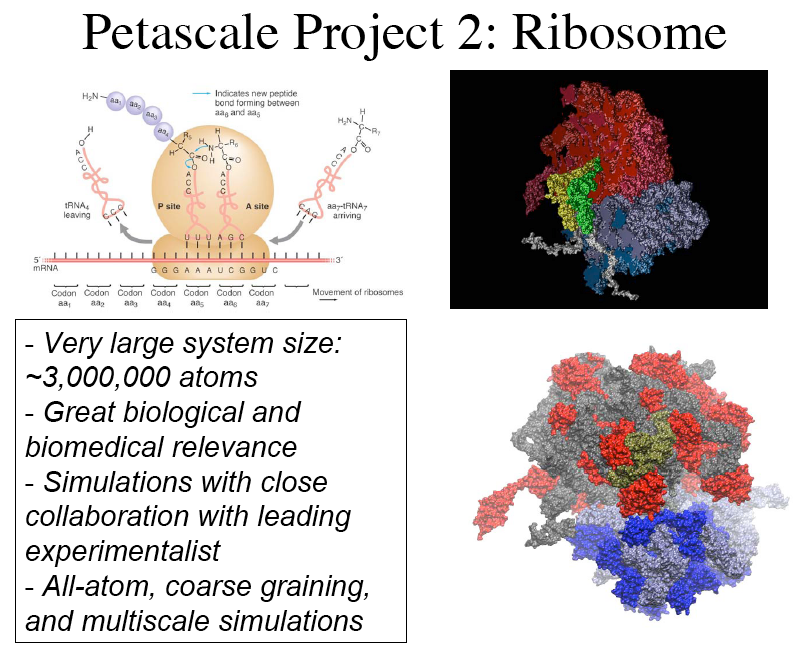 Petascale Project 2: Ribosome
H₂N
aa₁
aa₂
aa₃
aa₄
Indicates new peptide
bond forming between
aa₆ and aa₅
H
H₂N–C–R₇
C=O
O
A
C
C
H
O
A
C
C
R₅
C
C=O
O
H
H–N–C–R₆
H
C=O
O
A
C
C
A
C
C
tRNA₄
leaving
C C C
P site
A site
aa₇-tRNA₇
arriving
C A G
U U U A G C
5′
3′
mRNA
G G G A A A U C G G U C
Codon Codon Codon Codon Codon Codon Codon
aa₁ aa₂ aa₃ aa₄ aa₅ aa₆ aa₇
Movement of ribosomes
- Very large system size:
~3,000,000 atoms
- Great biological and
biomedical relevance
- Simulations with close
collaboration with leading
experimentalist
- All-atom, coarse graining,
and multiscale simulations